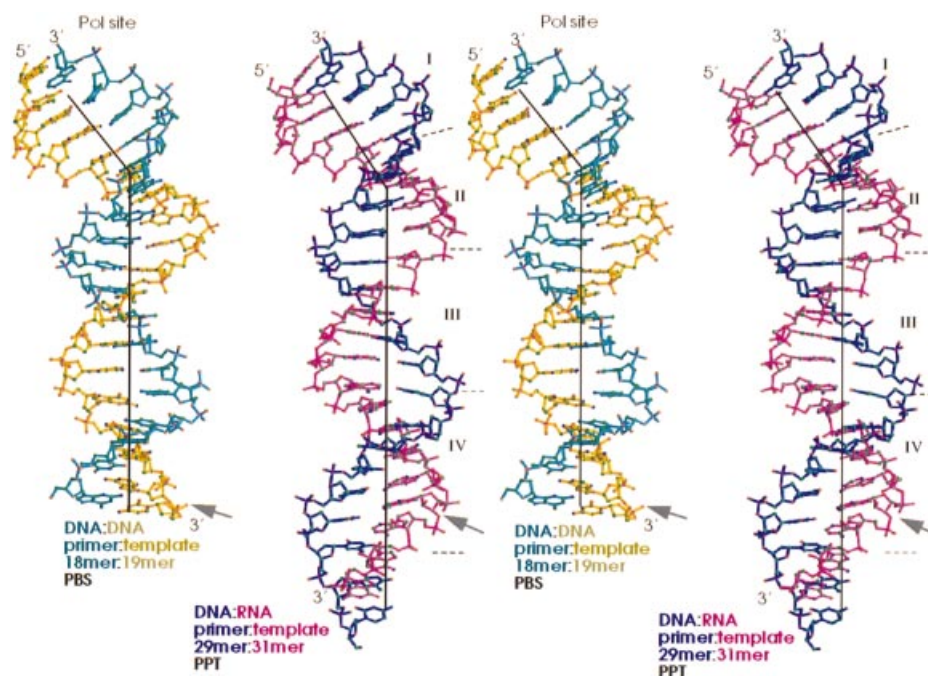 Pol site
3´
5´
3´
5´
I
II
III
IV
3´
DNA:DNA
primer:template
18mer:19mer
PBS
3´
DNA:RNA
primer:template
29mer:31mer
PPT
Pol site
3´
5´
3´
5´
I
II
III
IV
3´
DNA:DNA
primer:template
18mer:19mer
PBS
3´
DNA:RNA
primer:template
29mer:31mer
PPT